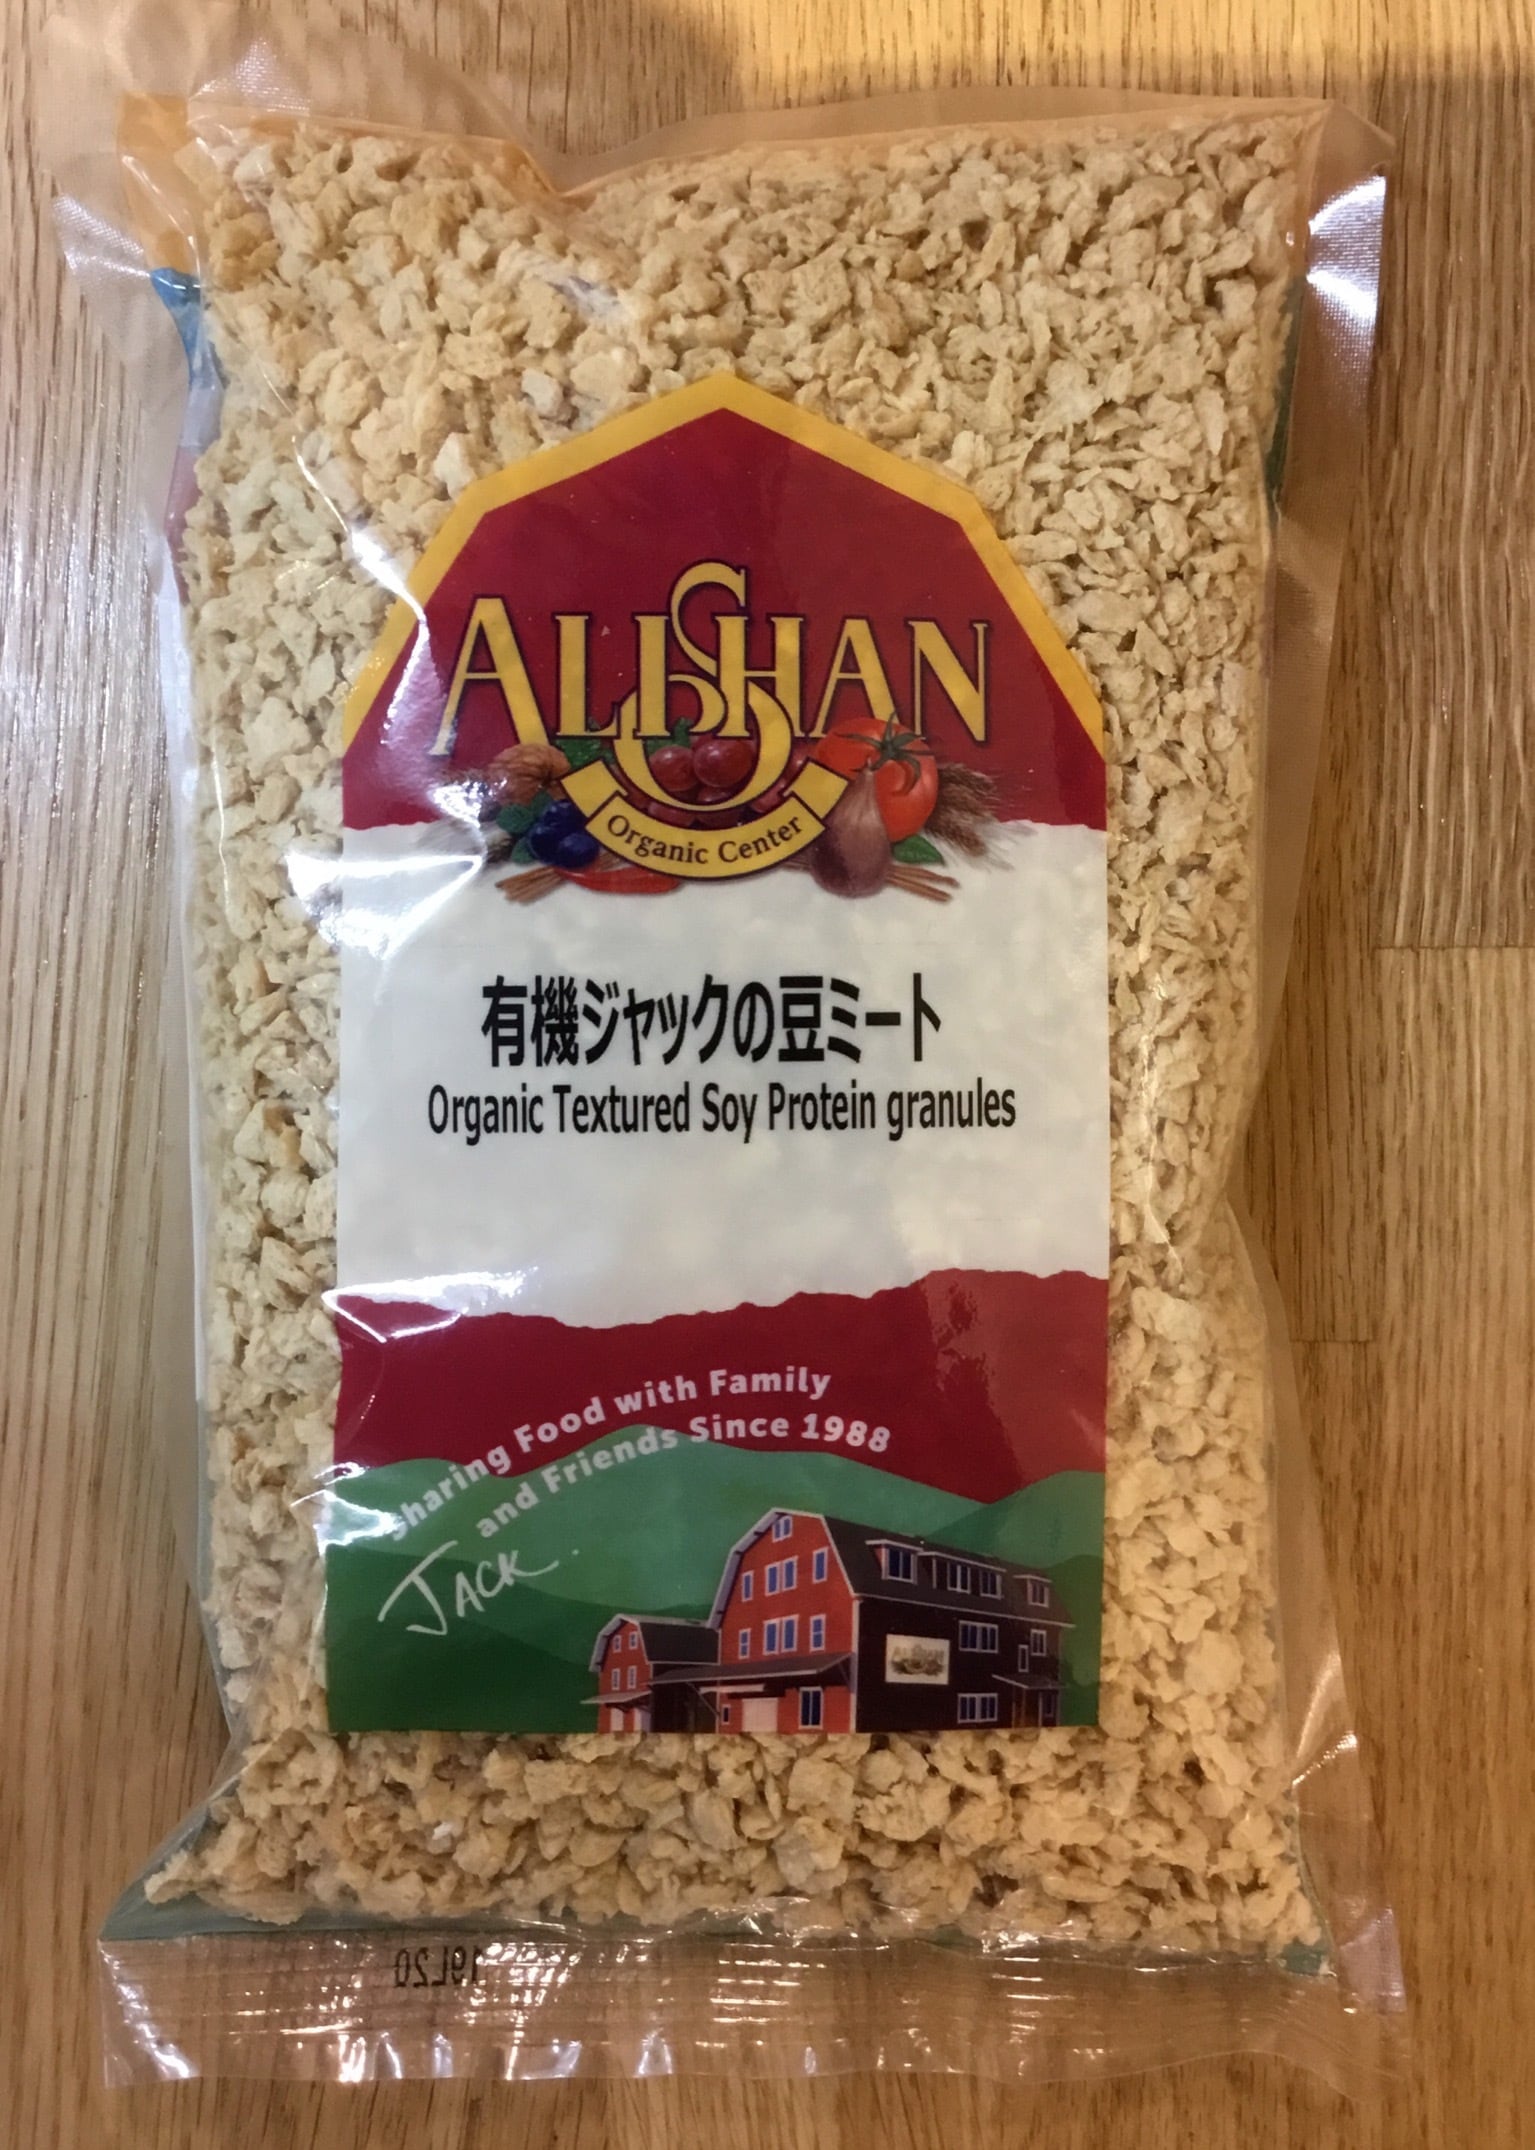 ALISHAN
Organic Center
有機ジャックの豆ミート
Organic Textured Soy Protein granules
Sharing Food with Family
and Friends Since 1988
JACK
19L20